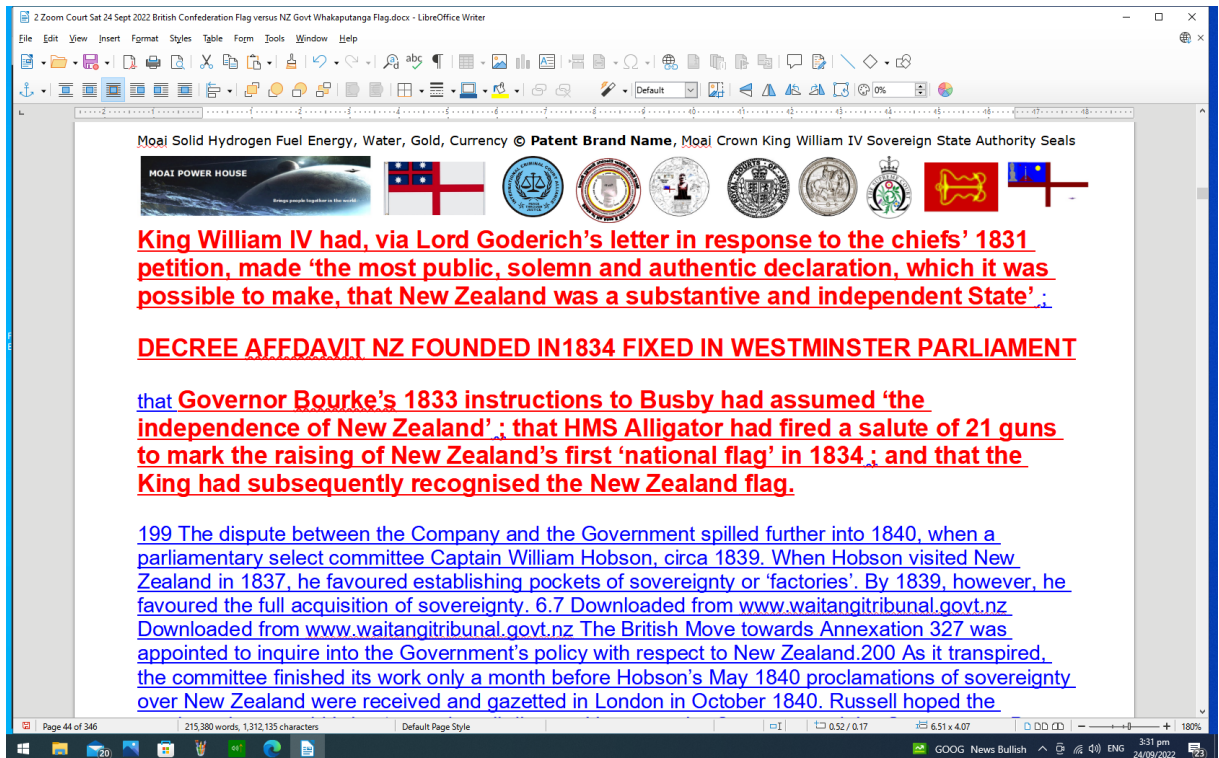 2 Zoom Court Sat 24 Sept 2022 British Confederation Flag versus NZ Govt Whakaputanga Flag.docx - LibreOffice Writer
File Edit View Insert Format Styles Table Form Tools Window Help
Default
0%
Moai Solid Hydrogen Fuel Energy, Water, Gold, Currency © Patent Brand Name, Moai Crown King William IV Sovereign State Authority Seals
MOAI POWER HOUSE
Brings people together in the world
King William IV had, via Lord Goderich’s letter in response to the chiefs’ 1831
petition, made ‘the most public, solemn and authentic declaration, which it was
possible to make, that New Zealand was a substantive and independent State’ ;
DECREE AFFDAVIT NZ FOUNDED IN1834 FIXED IN WESTMINSTER PARLIAMENT
that Governor Bourke’s 1833 instructions to Busby had assumed ‘the
independence of New Zealand’ ; that HMS Alligator had fired a salute of 21 guns
to mark the raising of New Zealand’s first ‘national flag’ in 1834 ; and that the
King had subsequently recognised the New Zealand flag.
199 The dispute between the Company and the Government spilled further into 1840, when a
parliamentary select committee Captain William Hobson, circa 1839. When Hobson visited New
Zealand in 1837, he favoured establishing pockets of sovereignty or ‘factories’. By 1839, however, he
favoured the full acquisition of sovereignty. 6.7 Downloaded from www.waitangitribunal.govt.nz
Downloaded from www.waitangitribunal.govt.nz The British Move towards Annexation 327 was
appointed to inquire into the Government’s policy with respect to New Zealand.200 As it transpired,
the committee finished its work only a month before Hobson’s May 1840 proclamations of sovereignty
over New Zealand were received and gazetted in London in October 1840. Russell hoped the
Page 44 of 346 215,380 words, 1,312,135 characters Default Page Style 0.52 / 0.17 6.51 x 4.07 180%
GOOG News Bullish ENG 3:31 pm
24/09/2022